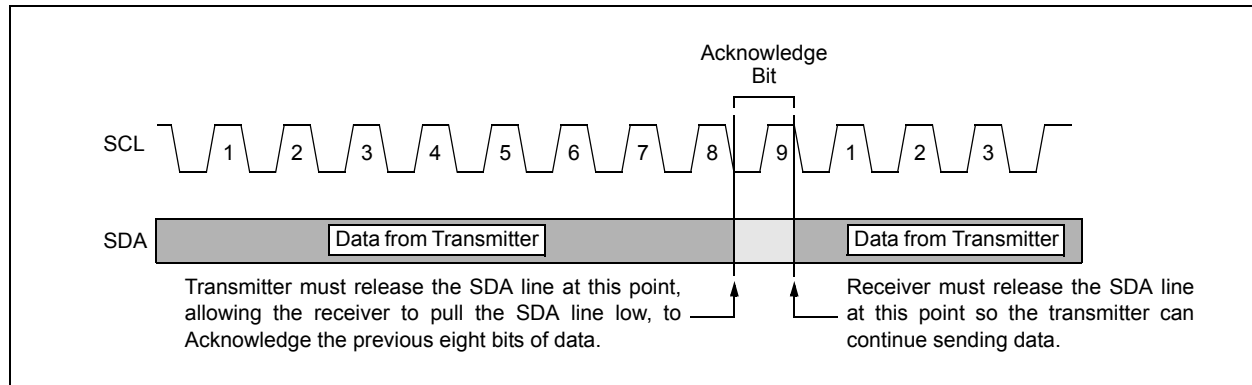 Acknowledge
Bit
SCL
1 2 3 4 5 6 7 8 9 1 2 3
SDA
Data from Transmitter
Data from Transmitter
Transmitter must release the SDA line at this point,
allowing the receiver to pull the SDA line low, to
Acknowledge the previous eight bits of data.
Receiver must release the SDA line
at this point so the transmitter can
continue sending data.